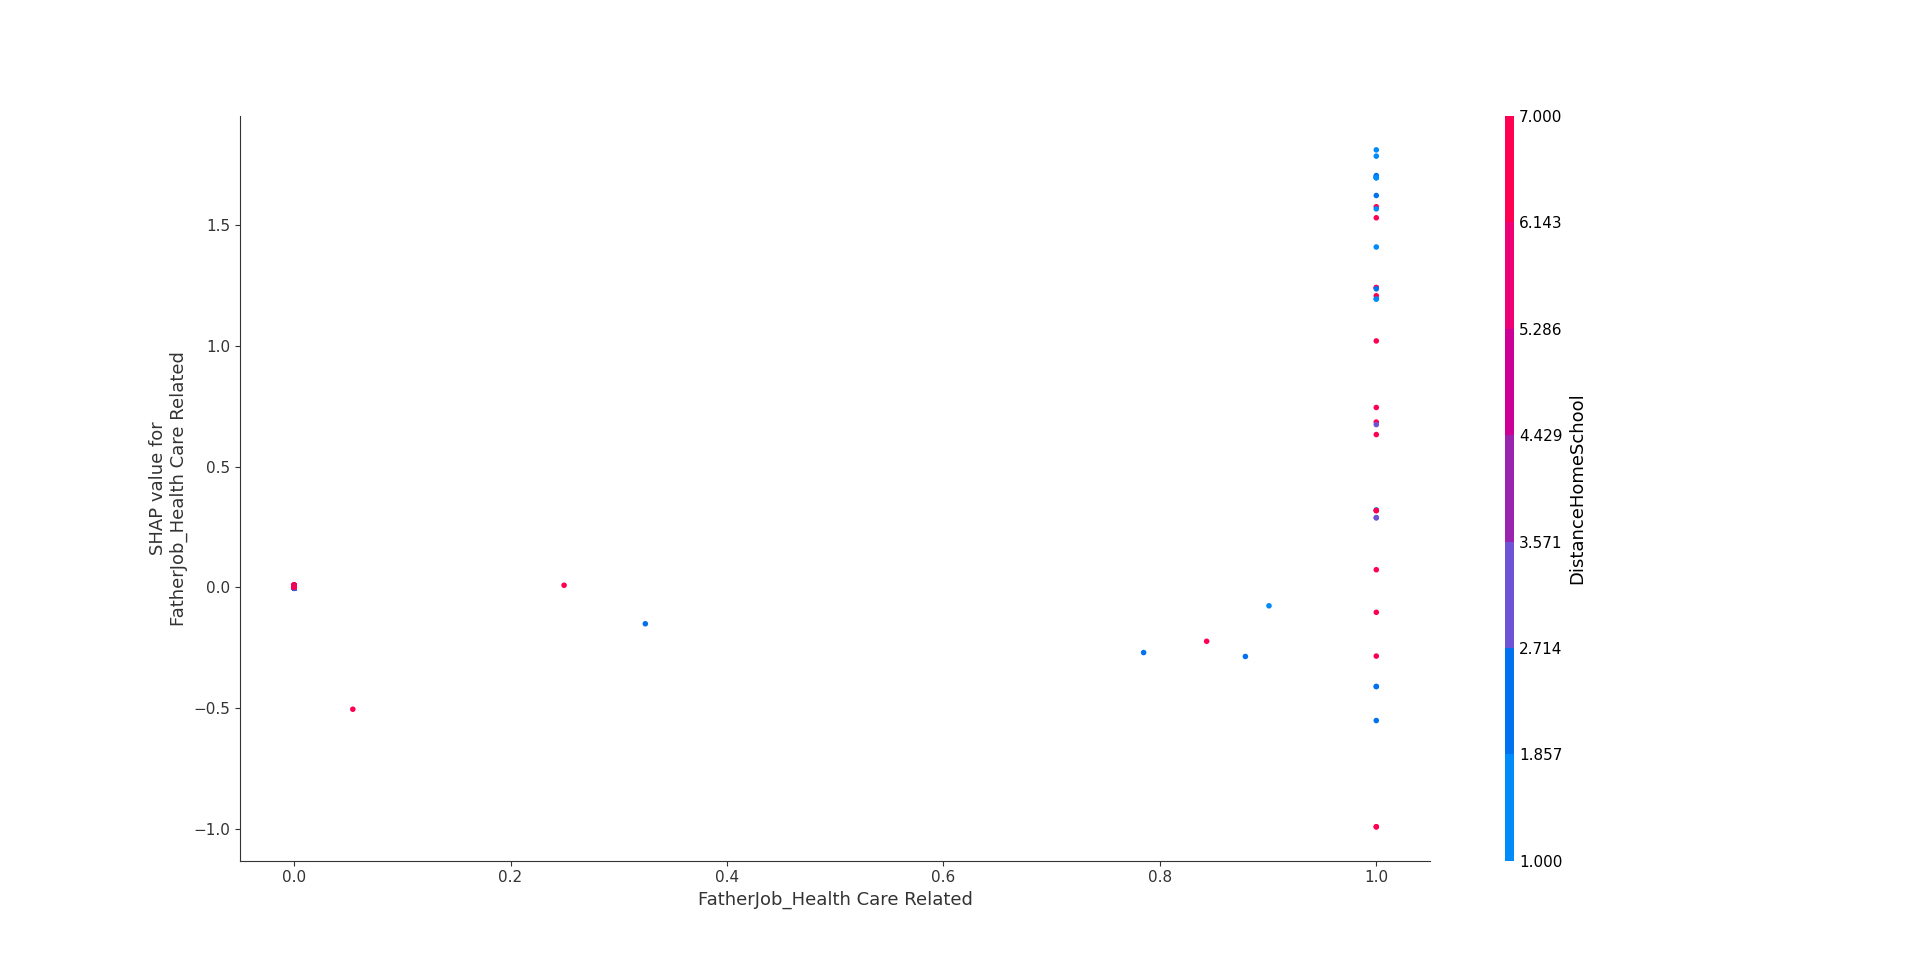 7.000
6.143
5.286
4.429
3.571
2.714
1.857
1.000
DistanceHomeSchool
1.5
1.0
0.5
0.0
−0.5
−1.0
SHAP value for
FatherJob_Health Care Related
0.0 0.2 0.4 0.6 0.8 1.0
FatherJob_Health Care Related